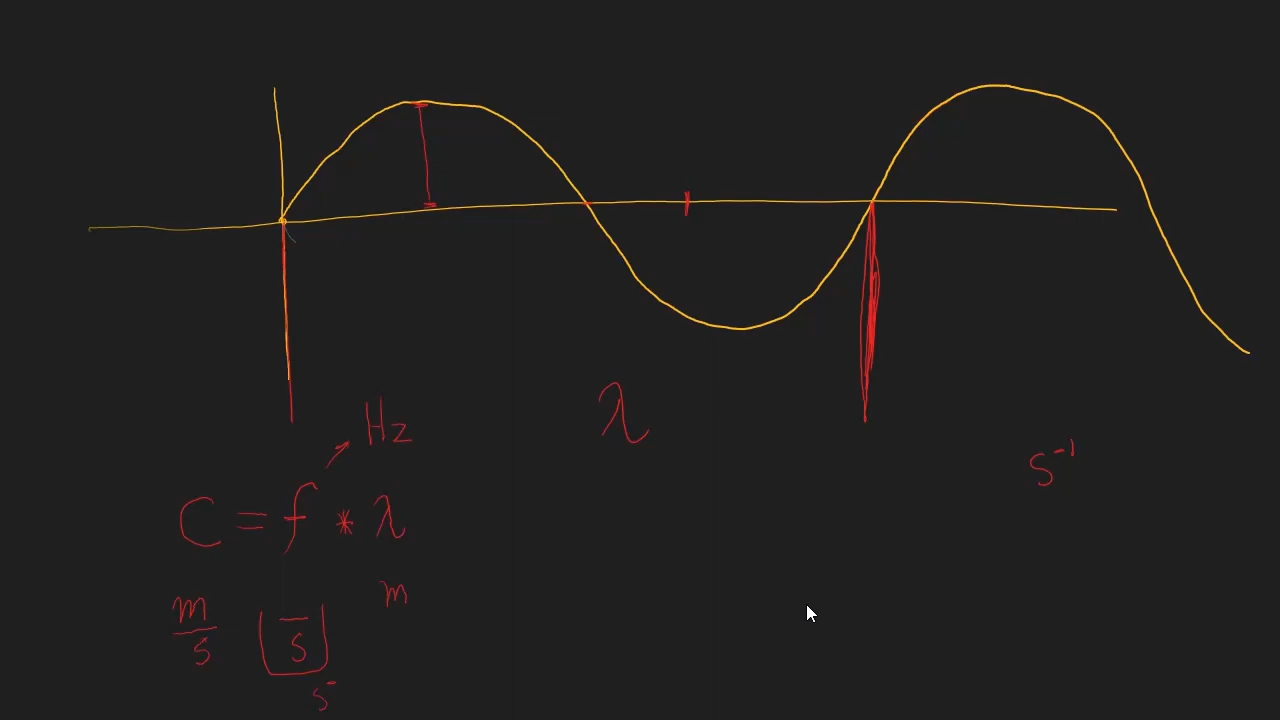 Hz
λ
s⁻¹
C = f * λ
m
m/s
—/s
s⁻